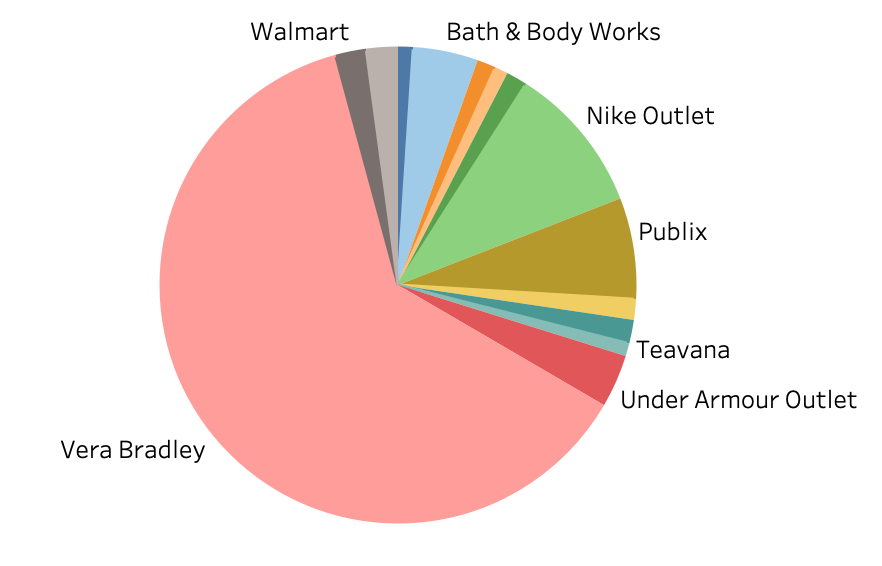 Walmart
Bath & Body Works
Nike Outlet
Publix
Teavana
Under Armour Outlet
Vera Bradley